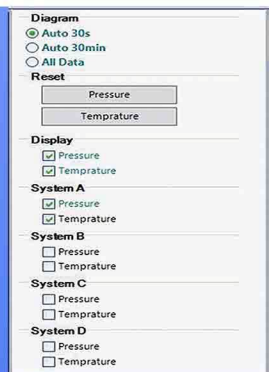 Diagram
Auto 30s
Auto 30min
All Data
Reset
Pressure
Temprature
Display
Pressure
Temprature
System A
Pressure
Temprature
System B
Pressure
Temprature
System C
Pressure
Temprature
System D
Pressure
Temprature